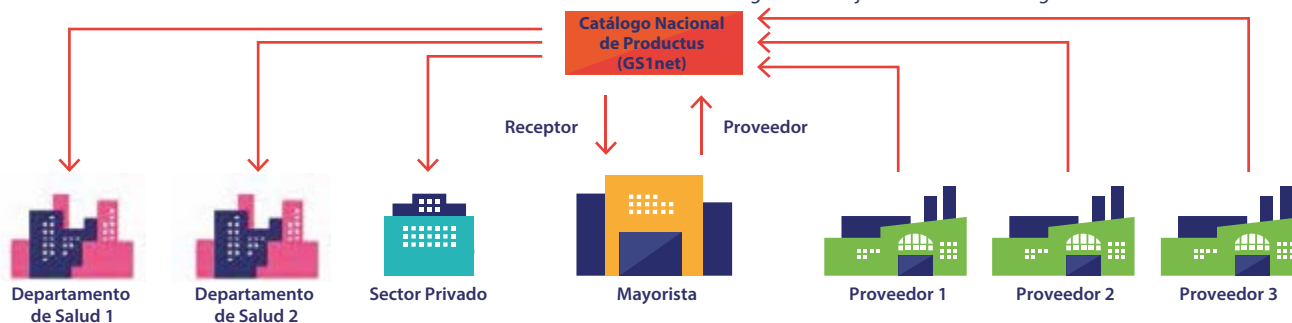 Catálogo Nacional
de Productus
(GS1net)
Receptor
Proveedor
Departamento
de Salud 1
Departamento
de Salud 2
Sector Privado
Mayorista
Proveedor 1
Proveedor 2
Proveedor 3